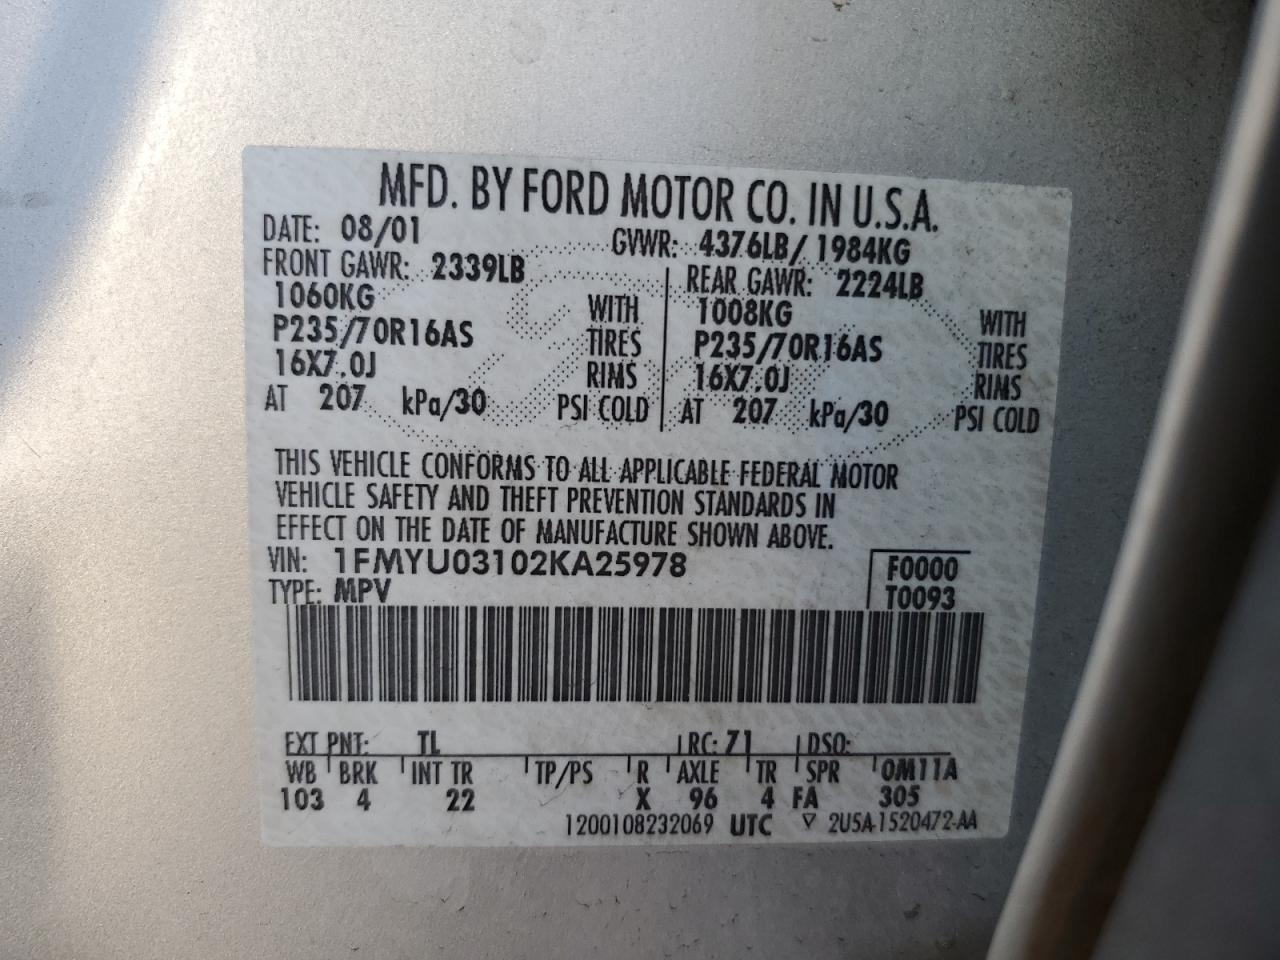 MFD. BY FORD MOTOR CO. IN U.S.A.
DATE: 08/01 GVWR: 4376LB/ 1984KG
FRONT GAWR: 2339LB REAR GAWR: 2224LB
1060KG WITH 1008KG WITH
P235/70R16AS TIRES P235/70R16AS TIRES
16X7.0J RIMS 16X7.0J RIMS
AT 207 kPa/30 PSI COLD AT 207 kPa/30 PSI COLD
THIS VEHICLE CONFORMS TO ALL APPLICABLE FEDERAL MOTOR
VEHICLE SAFETY AND THEFT PREVENTION STANDARDS IN
EFFECT ON THE DATE OF MANUFACTURE SHOWN ABOVE.
VIN: 1FMYU03102KA25978 F0000
TYPE: MPV T0093
EXT PNT: TL RC: 71 DSO:
WB BRK INT TR TP/PS R AXLE TR SPR 0M11A
103 4 22 X 96 4 FA 305
1200108232069 UTC ▽ 2U5A-1520472-AA